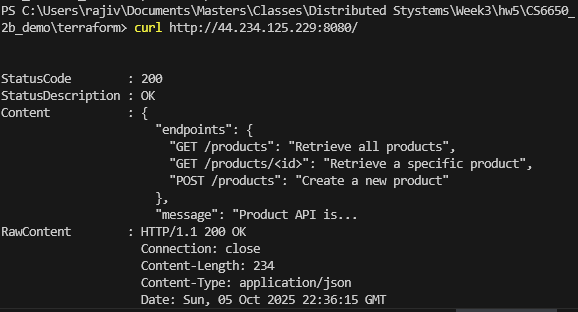 PS C:\Users\rajiv\Documents\Masters\Classes\Distributed Stystems\Week3\hw5\CS6650_
2b_demo\terraform> curl http://44.234.125.229:8080/
StatusCode        : 200
StatusDescription : OK
Content           : {
                      "endpoints": {
                        "GET /products": "Retrieve all products",
                        "GET /products/<id>": "Retrieve a specific product",
                        "POST /products": "Create a new product"
                      },
                      "message": "Product API is...
RawContent        : HTTP/1.1 200 OK
                    Connection: close
                    Content-Length: 234
                    Content-Type: application/json
                    Date: Sun, 05 Oct 2025 22:36:15 GMT